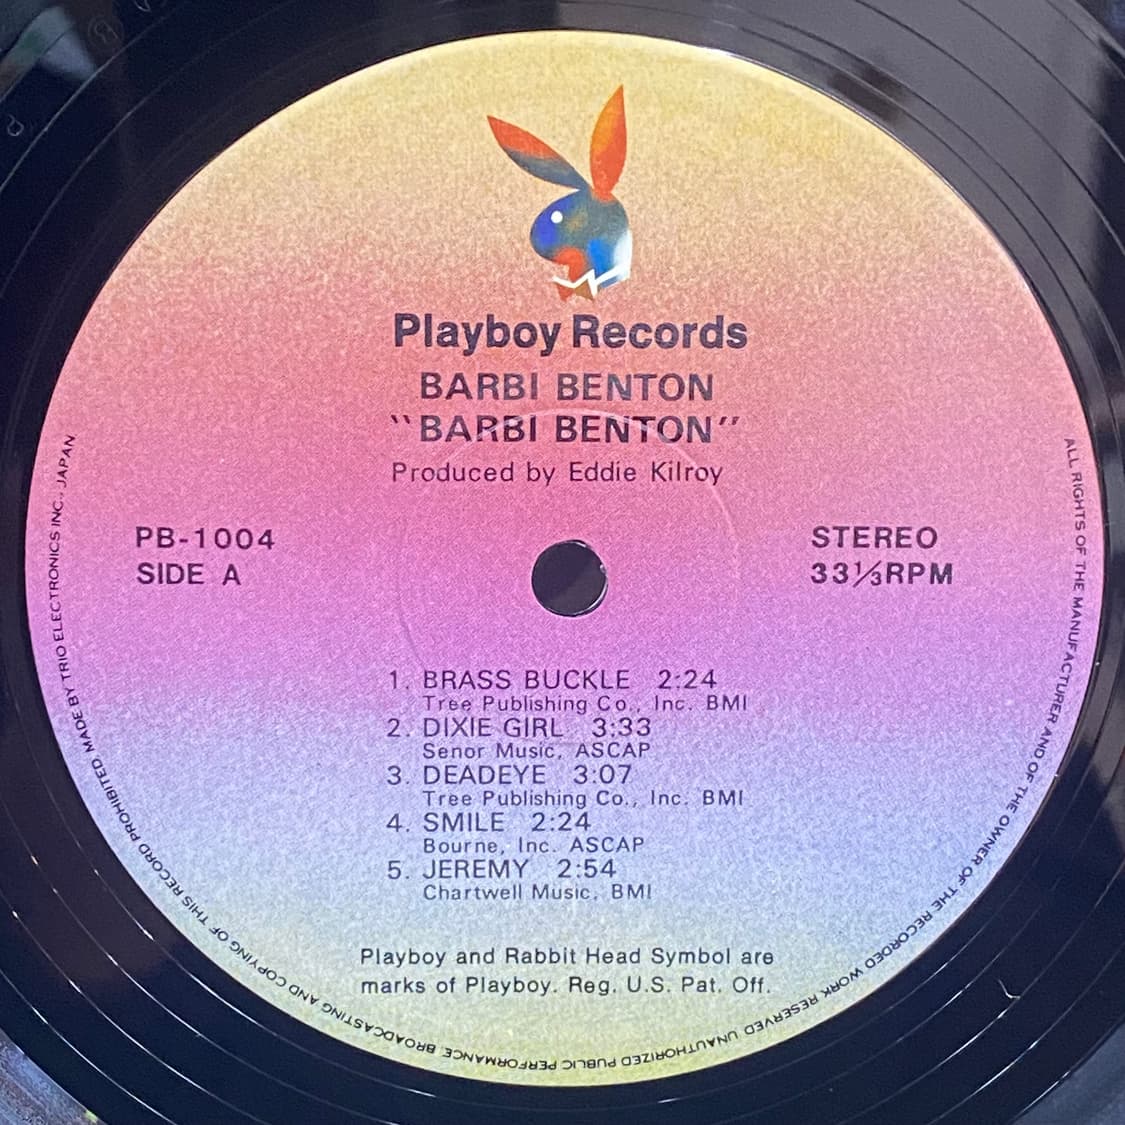 Playboy Records
BARBI BENTON
"BARBI BENTON"
Produced by Eddie Kilroy
PB-1004
SIDE A
STEREO
33⅓RPM
1. BRASS BUCKLE 2:24
Tree Publishing Co., Inc. BMI
2. DIXIE GIRL 3:33
Senor Music, ASCAP
3. DEADEYE 3:07
Tree Publishing Co., Inc. BMI
4. SMILE 2:24
Bourne, Inc. ASCAP
5. JEREMY 2:54
Chartwell Music, BMI
Playboy and Rabbit Head Symbol are
marks of Playboy. Reg. U.S. Pat. Off.
ALL RIGHTS OF THE MANUFACTURER AND OF THE OWNER OF THE RECORDED WORK RESERVED. UNAUTHORIZED PUBLIC PERFORMANCE. BROADCASTING AND COPYING OF THIS RECORD PROHIBITED. MADE BY TRIO ELECTRONICS INC., JAPAN